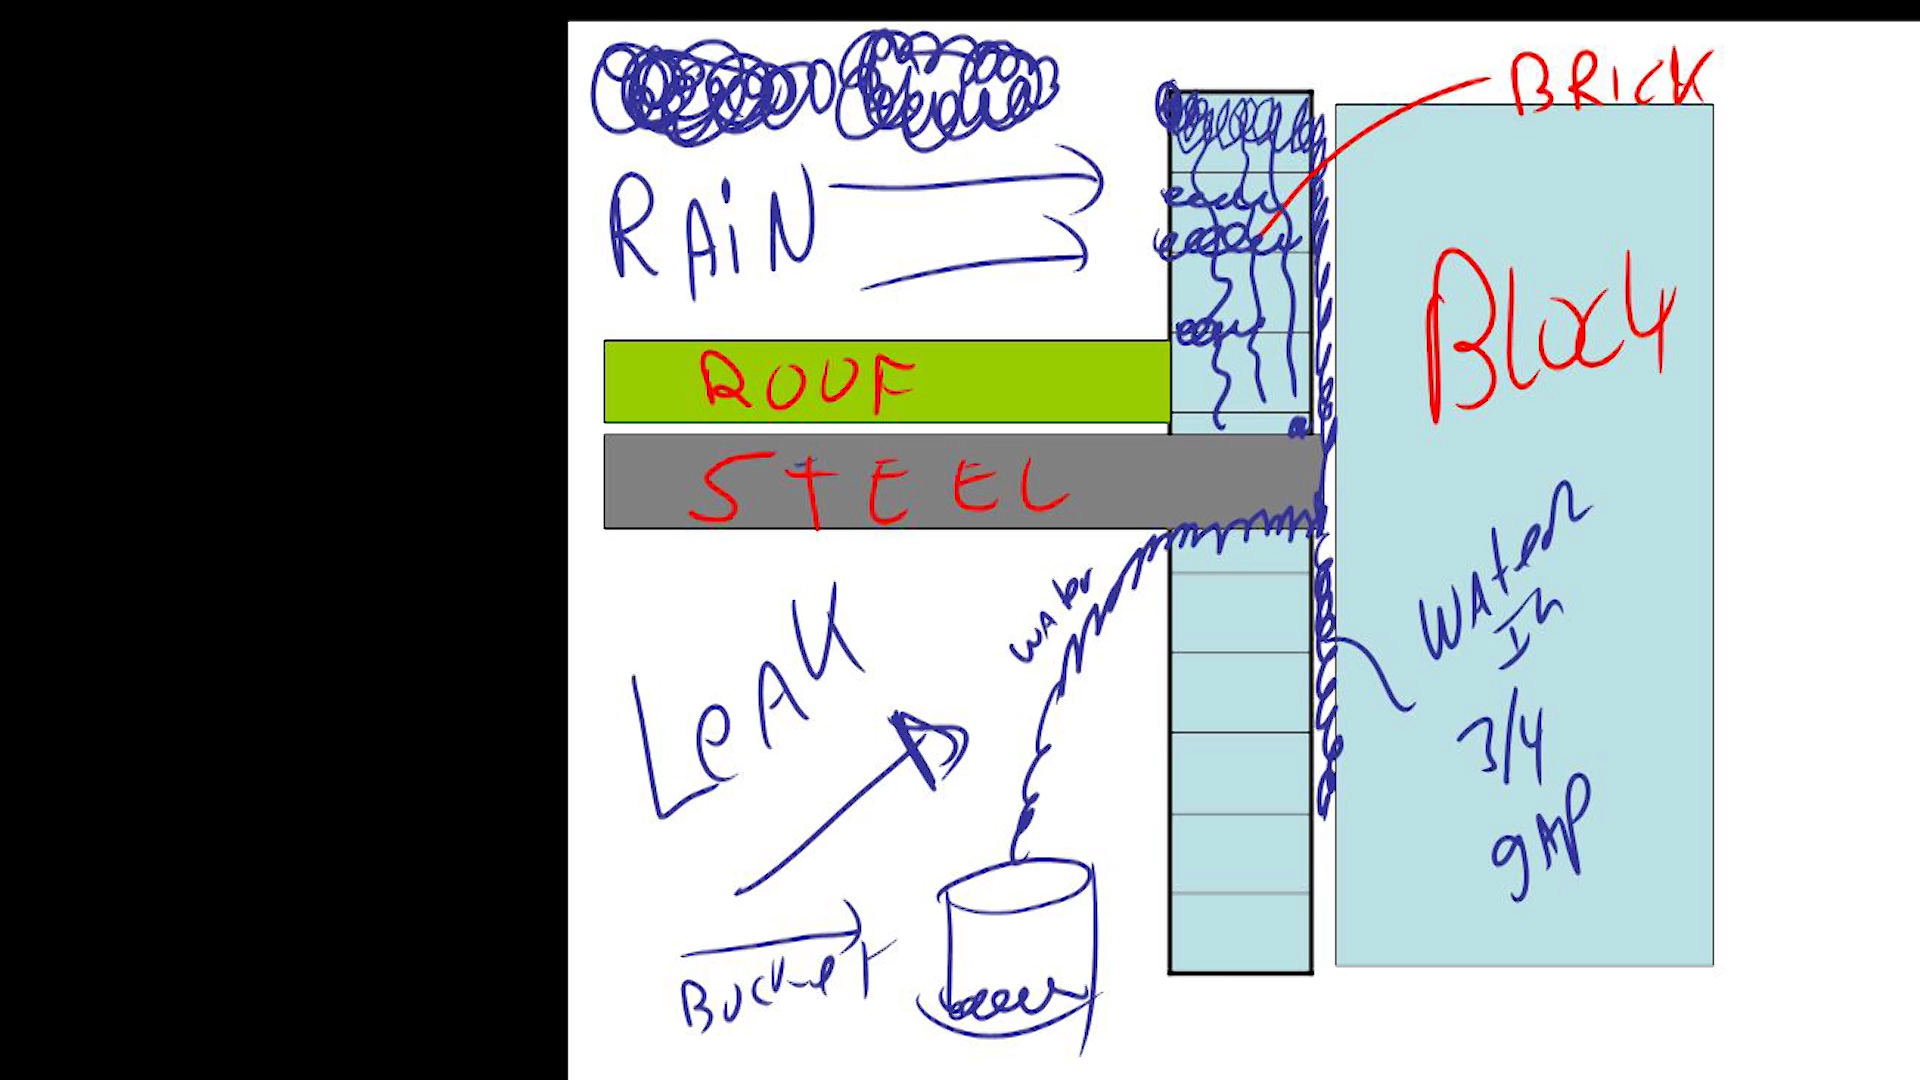 BRICK
RAiN
Block
ROOF
STEEL
water
WATER
In
3/4
gAP
LeAK
Bucket